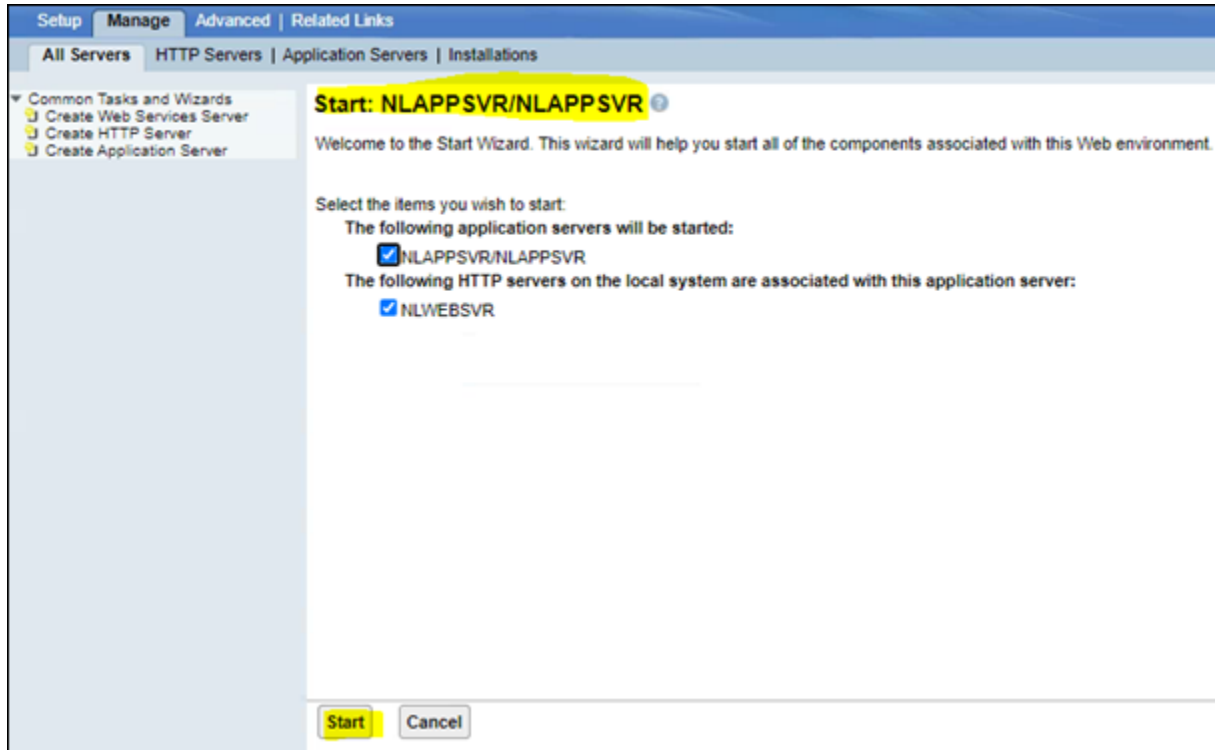 Setup Manage Advanced | Related Links
All Servers HTTP Servers | Application Servers | Installations
Common Tasks and Wizards
Create Web Services Server
Create HTTP Server
Create Application Server
Start: NLAPPSVR/NLAPPSVR
Welcome to the Start Wizard. This wizard will help you start all of the components associated with this Web environment.
Select the items you wish to start:
The following application servers will be started:
NLAPPSVR/NLAPPSVR
The following HTTP servers on the local system are associated with this application server:
NLWEBSVR
Start Cancel